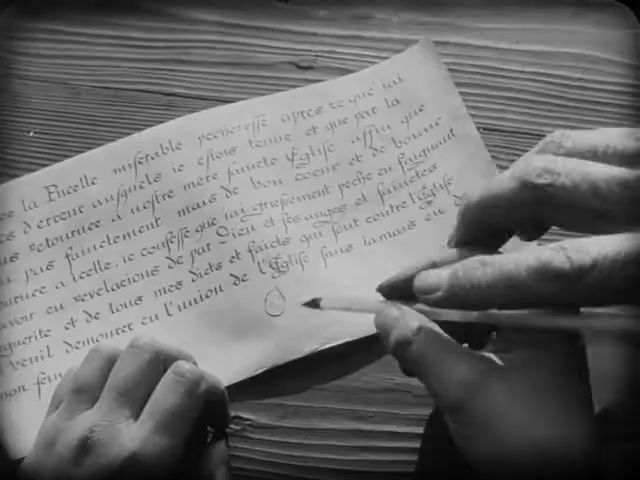 la Pucelle miserable pecheresse apres ce que iai
d'erreur ausquels ie estois tenue et que par la
retournee a nostre mere saincte Eglise affin que
pas fainctement mais de bon coeur et de bonne
a icelle. ie confesse que iai griefsement peche en faignant
avoir eu revelacions de par Dieu et ses anges et sainctes
guerite et de tous mes dicts et faicts qui sont contre l'Eglise
veuil demourer en l'union de l'Eglise sans iamais en